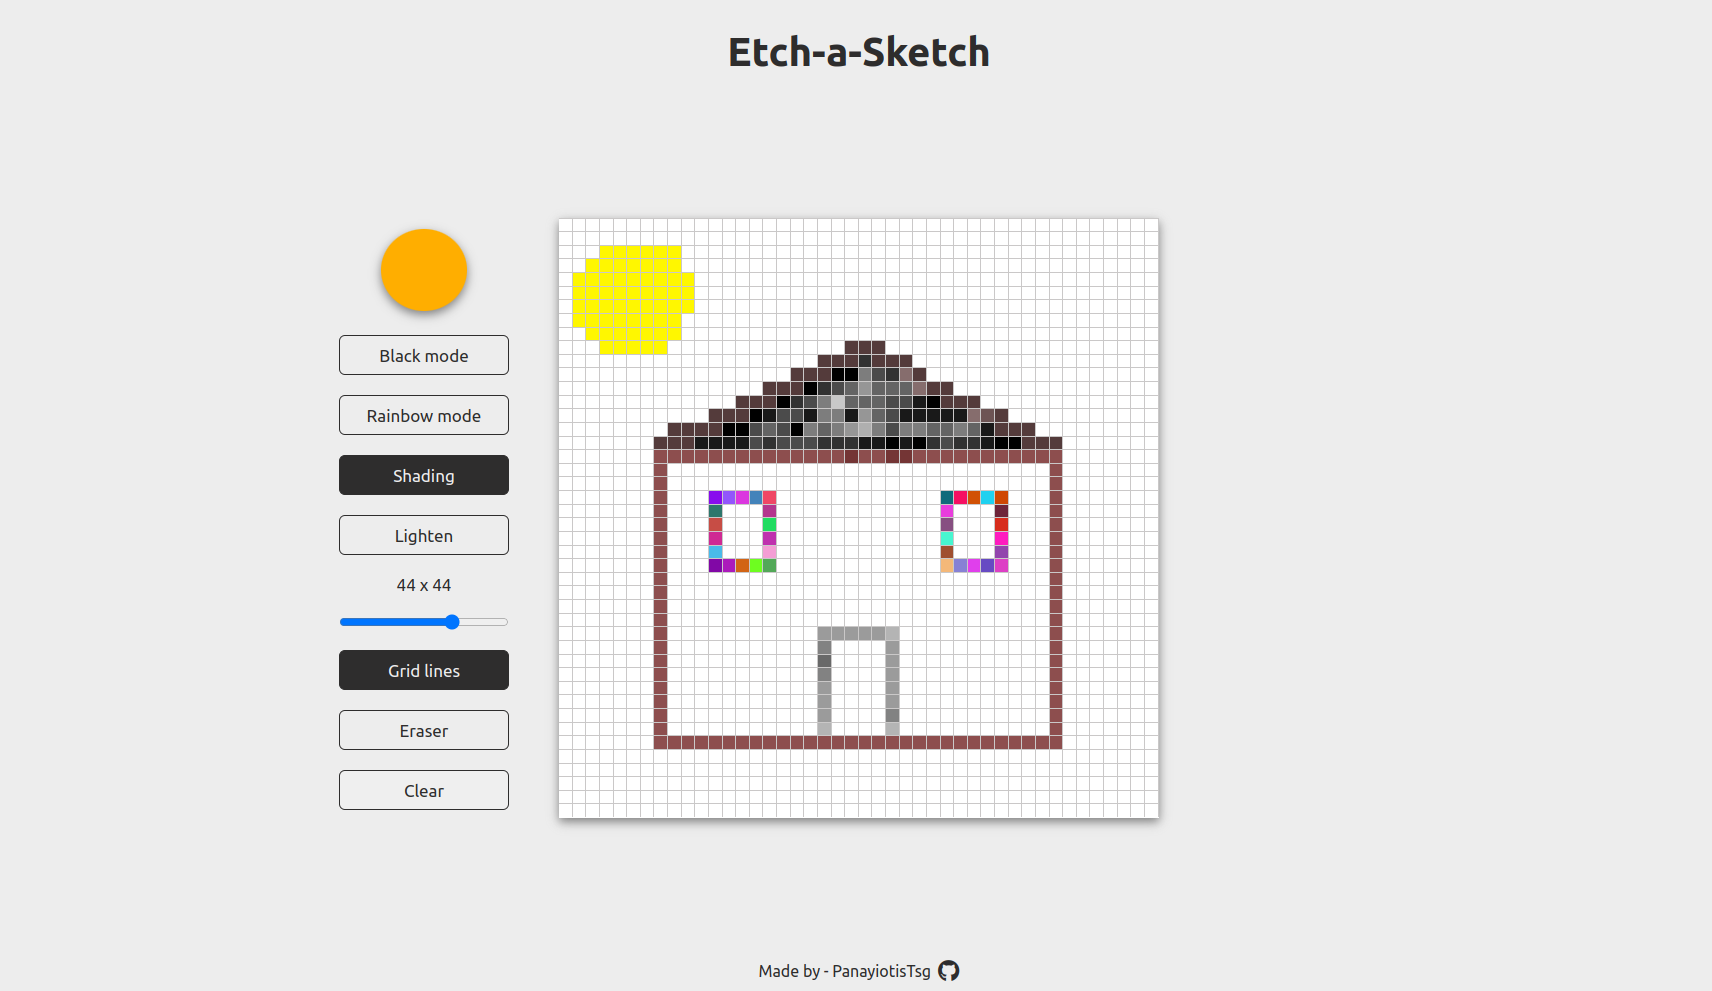 Etch-a-Sketch
Black mode
Rainbow mode
Shading
Lighten
44 x 44
Grid lines
Eraser
Clear
Made by - PanayiotisTsg